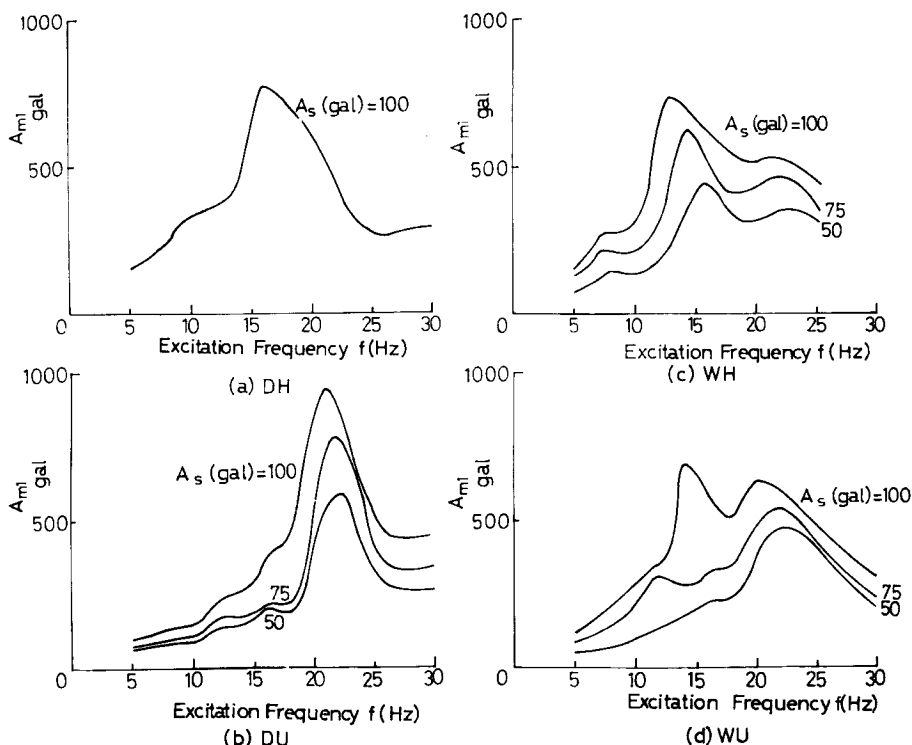 1000
A_m1 gal
500
0
A_s (gal)=100
5 10 15 20 25 30
Excitation Frequency f (Hz)
(a) DH
1000
A_m1 gal
500
0
A_s (gal)=100
75
50
5 10 15 20 25 30
Excitation Frequency f (Hz)
(b) DU
1000
A_m1 gal
500
0
A_s (gal)=100
75
50
5 10 15 20 25 30
Excitation Frequency f(Hz)
(c) WH
1000
A_m1 gal
500
0
A_s (gal)=100
75
50
5 10 15 20 25 30
Excitation Frequency f(Hz)
(d) WU